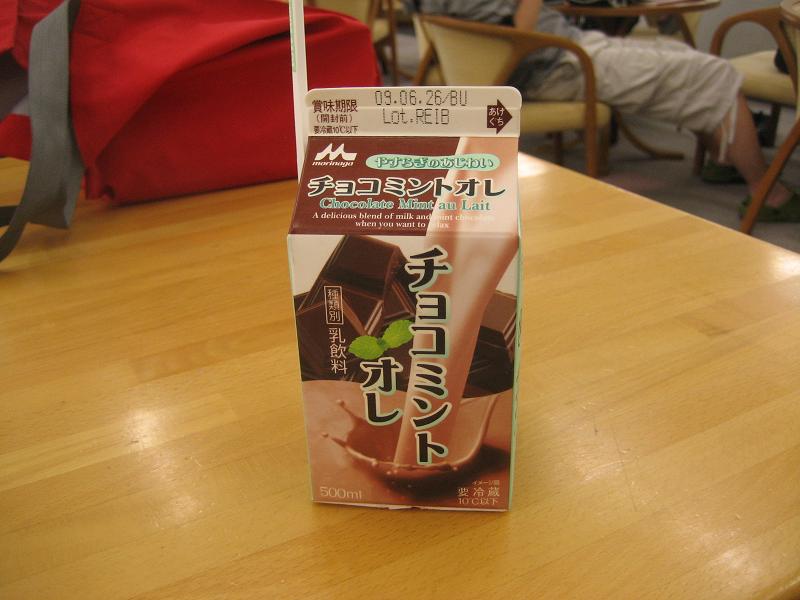 賞味期限
(開封前)
要冷蔵10℃以下
09.06.26/BU
Lot.REIB
あけぐち
morinaga
やすらぎのあじわい
チョコミントオレ
Chocolate Mint au Lait
A delicious blend of milk and mint chocolate
when you want to relax
チョコミント
オレ
種類別
乳飲料
500ml
イメージ図
要冷蔵
10℃以下